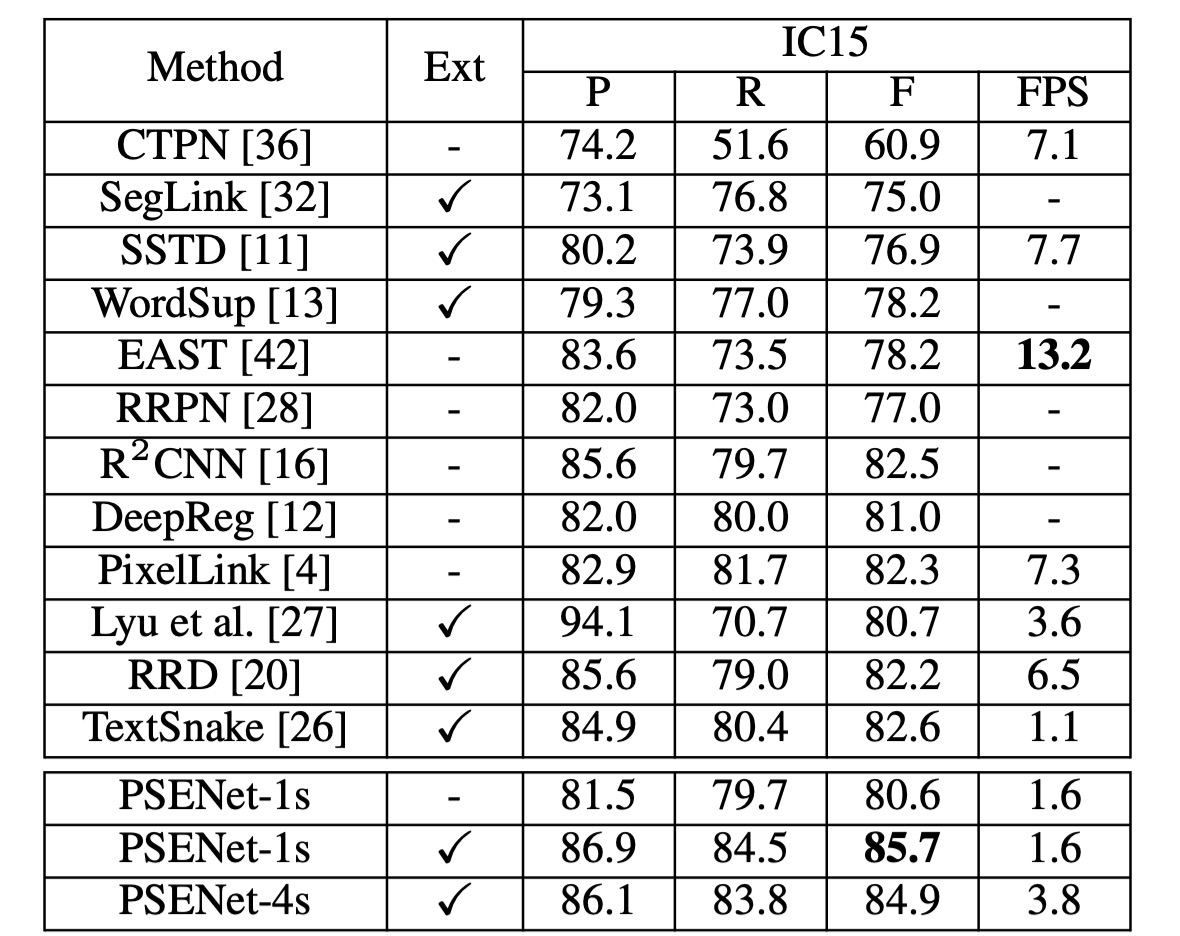 Method Ext IC15
P R F FPS
CTPN [36] - 74.2 51.6 60.9 7.1
SegLink [32] ✓ 73.1 76.8 75.0 -
SSTD [11] ✓ 80.2 73.9 76.9 7.7
WordSup [13] ✓ 79.3 77.0 78.2 -
EAST [42] - 83.6 73.5 78.2 13.2
RRPN [28] - 82.0 73.0 77.0 -
R²CNN [16] - 85.6 79.7 82.5 -
DeepReg [12] - 82.0 80.0 81.0 -
PixelLink [4] - 82.9 81.7 82.3 7.3
Lyu et al. [27] ✓ 94.1 70.7 80.7 3.6
RRD [20] ✓ 85.6 79.0 82.2 6.5
TextSnake [26] ✓ 84.9 80.4 82.6 1.1
PSENet-1s - 81.5 79.7 80.6 1.6
PSENet-1s ✓ 86.9 84.5 85.7 1.6
PSENet-4s ✓ 86.1 83.8 84.9 3.8